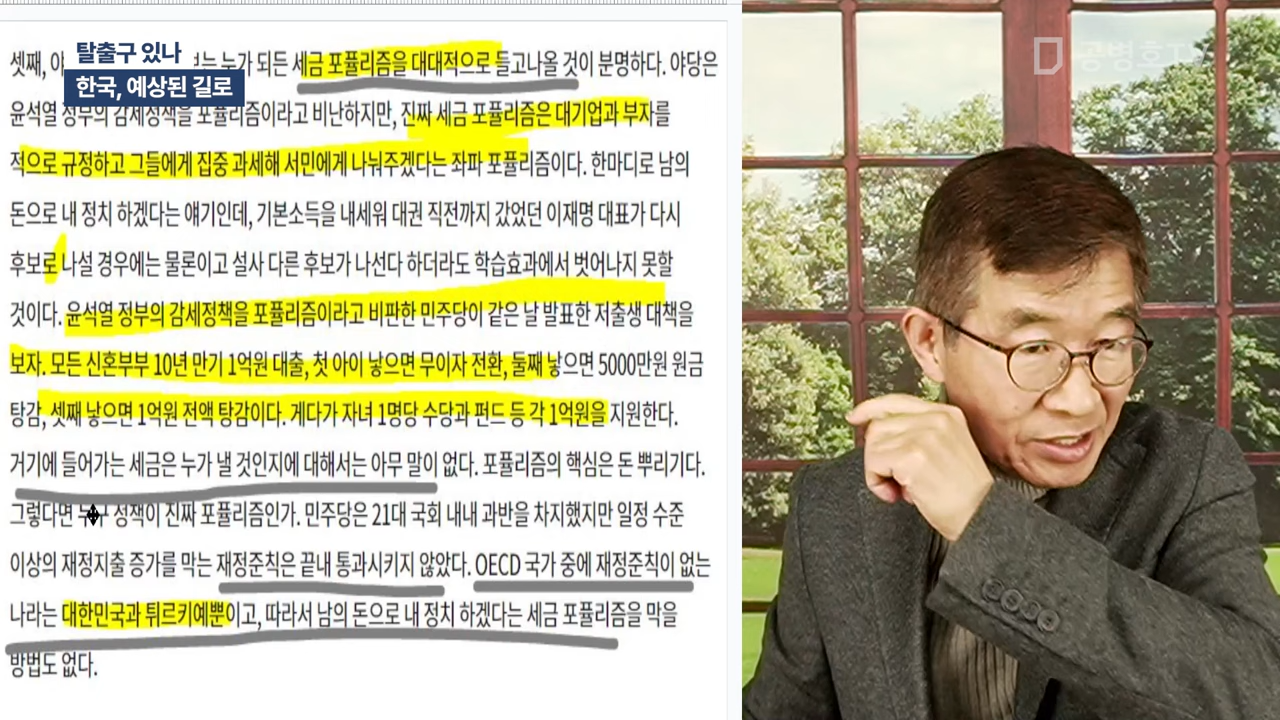 탈출구 있나
한국, 예상된 길로
공병호TV
셋째, 야 는 누가 되든 세금 포퓰리즘을 대대적으로 들고나올 것이 분명하다. 야당은
윤석열 정부의 감세정책을 포퓰리즘이라고 비난하지만, 진짜 세금 포퓰리즘은 대기업과 부자를
적으로 규정하고 그들에게 집중 과세해 서민에게 나눠주겠다는 좌파 포퓰리즘이다. 한마디로 남의
돈으로 내 정치 하겠다는 얘기인데, 기본소득을 내세워 대권 직전까지 갔었던 이재명 대표가 다시
후보로 나설 경우에는 물론이고 설사 다른 후보가 나선다 하더라도 학습효과에서 벗어나지 못할
것이다. 윤석열 정부의 감세정책을 포퓰리즘이라고 비판한 민주당이 같은 날 발표한 저출생 대책을
보자. 모든 신혼부부 10년 만기 1억원 대출, 첫 아이 낳으면 무이자 전환, 둘째 낳으면 5000만원 원금
탕감, 셋째 낳으면 1억원 전액 탕감이다. 게다가 자녀 1명당 수당과 펀드 등 각 1억원을 지원한다.
거기에 들어가는 세금은 누가 낼 것인지에 대해서는 아무 말이 없다. 포퓰리즘의 핵심은 돈 뿌리기다.
그렇다면 누구 정책이 진짜 포퓰리즘인가. 민주당은 21대 국회 내내 과반을 차지했지만 일정 수준
이상의 재정지출 증가를 막는 재정준칙은 끝내 통과시키지 않았다. OECD 국가 중에 재정준칙이 없는
나라는 대한민국과 튀르키예뿐이고, 따라서 남의 돈으로 내 정치 하겠다는 세금 포퓰리즘을 막을
방법도 없다.